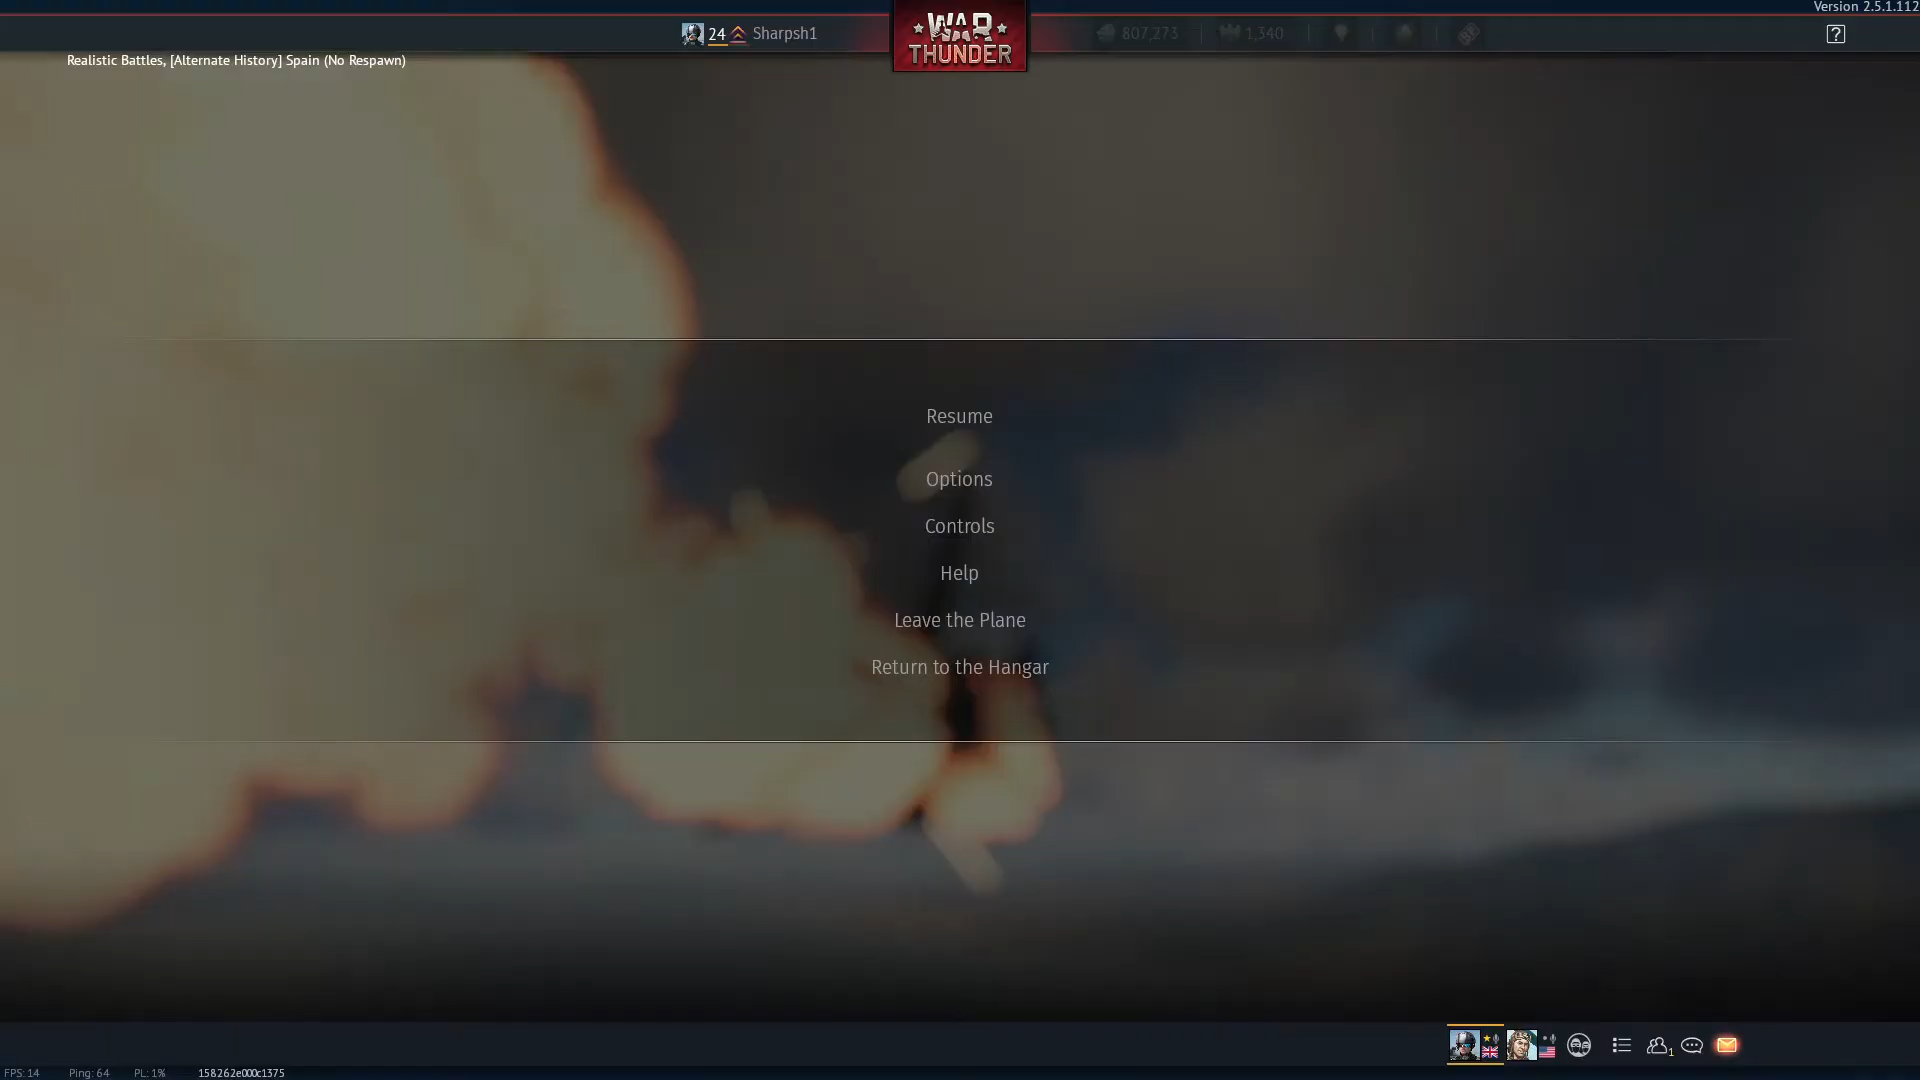 Version 2.5.1.112
24 Sharpsh1
WAR THUNDER
807,273
1,340
?
Realistic Battles, [Alternate History] Spain (No Respawn)
Resume
Options
Controls
Help
Leave the Plane
Return to the Hangar
1
FPS: 14 Ping: 64 PL: 1% 158262e000c1375